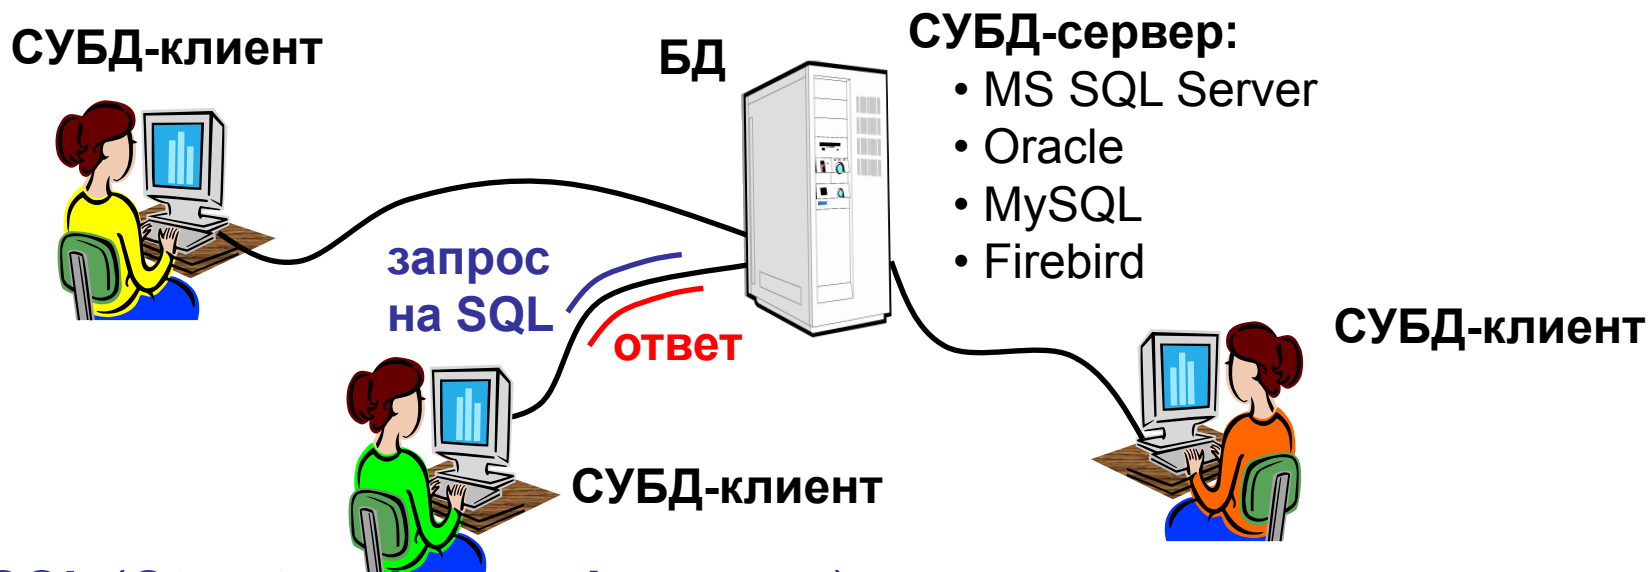 СУБД-клиент
БД
СУБД-сервер:
• MS SQL Server
• Oracle
• MySQL
• Firebird
запрос
на SQL
ответ
СУБД-клиент
СУБД-клиент